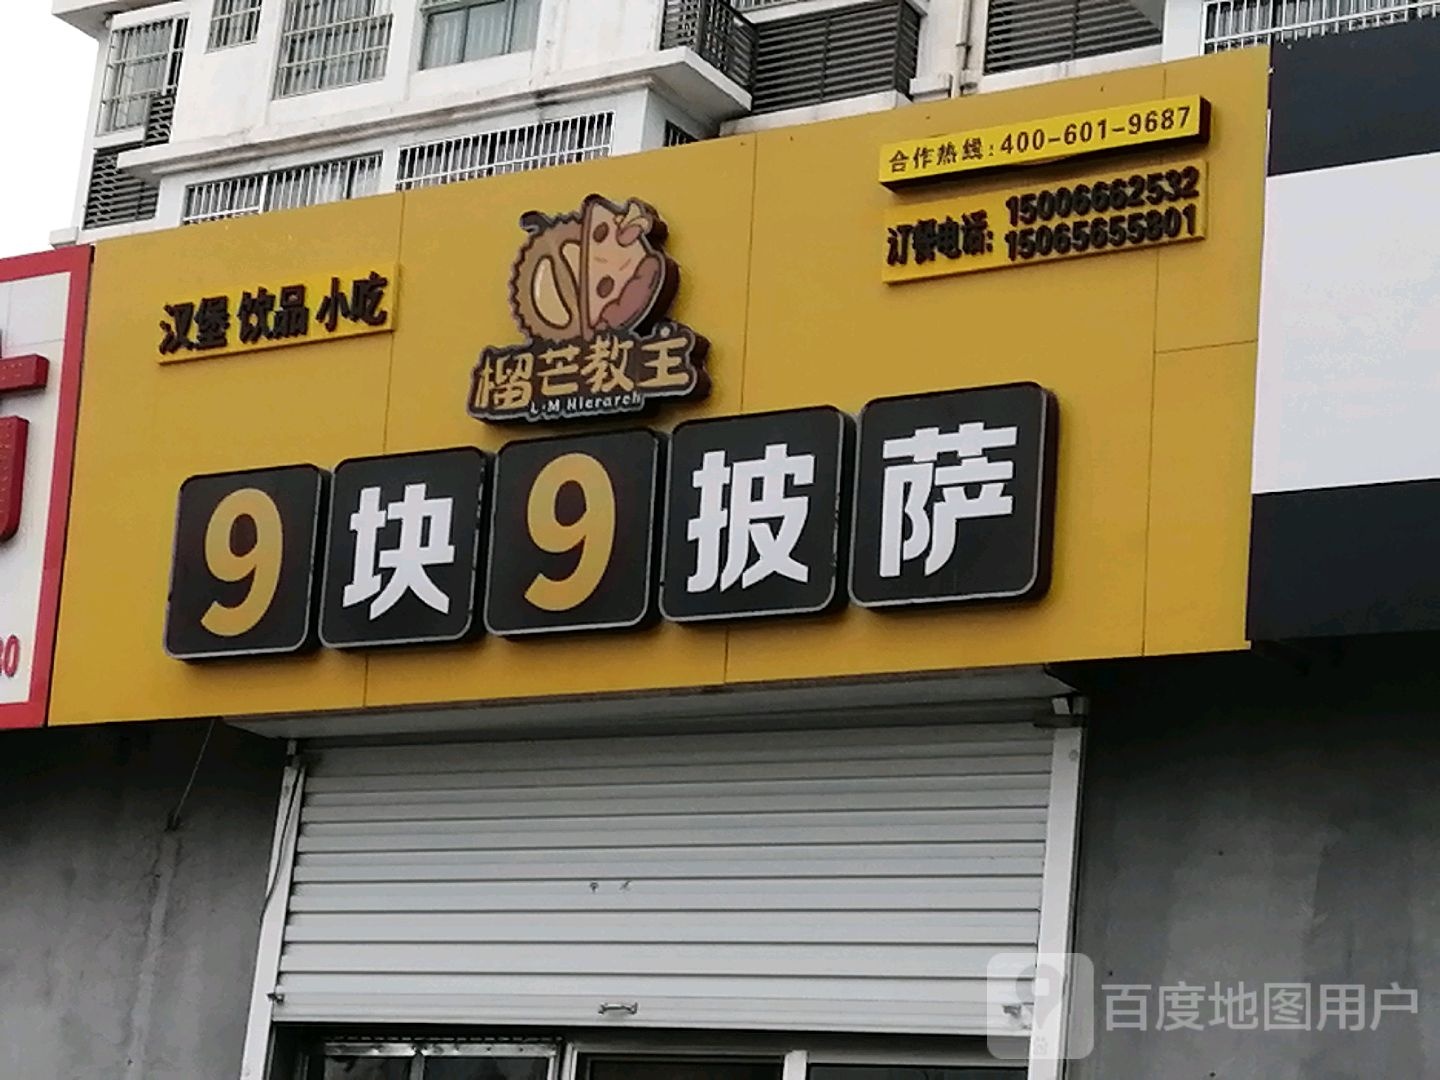 合作热线:400-601-9687
订餐电话:15006662532
15065655801
汉堡 饮品 小吃
榴芒教主
L·M Hierarch
9块9披萨
20
百度地图用户